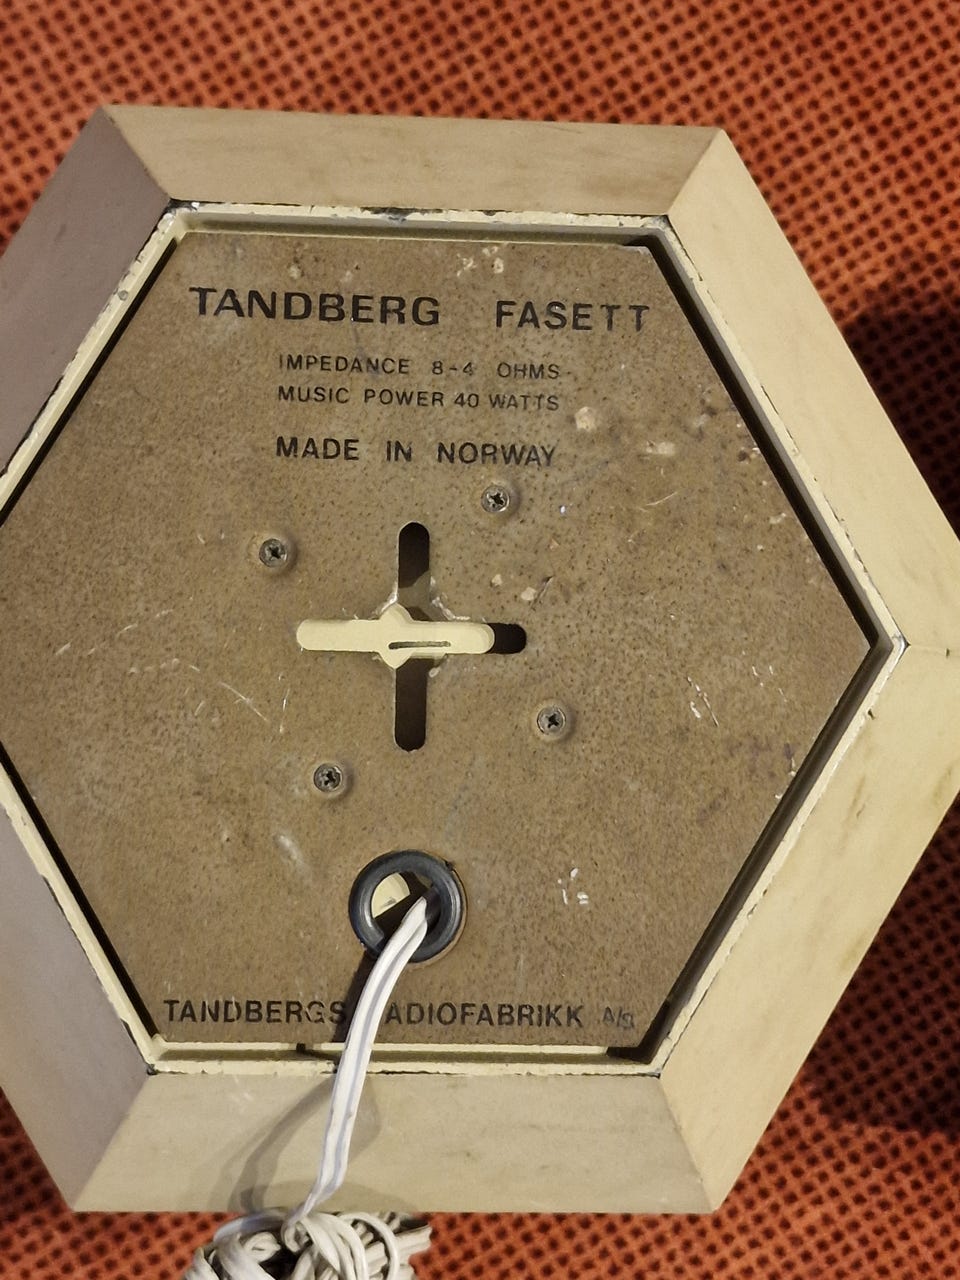 TANDBERG FASETT
IMPEDANCE 8-4 OHMS
MUSIC POWER 40 WATTS
MADE IN NORWAY
TANDBERGS ADIOFABRIKK A/S